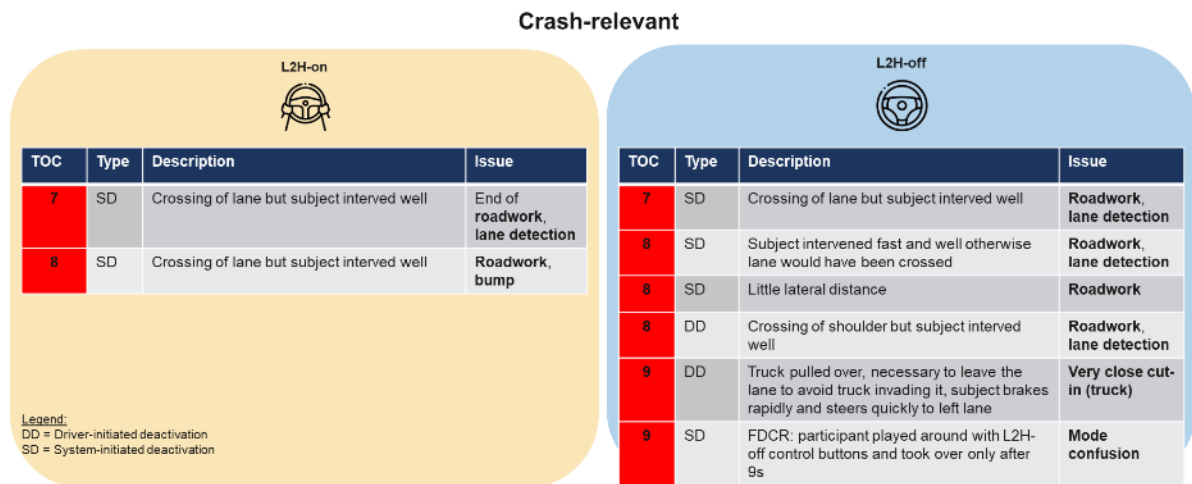 Crash-relevant
L2H-on
TOC Type Description Issue
7 SD Crossing of lane but subject interved well End of
roadwork,
lane detection
8 SD Crossing of lane but subject interved well Roadwork,
bump
Legend:
DD = Driver-initiated deactivation
SD = System-initiated deactivation
L2H-off
TOC Type Description Issue
7 SD Crossing of lane but subject interved well Roadwork,
lane detection
8 SD Subject intervened fast and well otherwise Roadwork,
lane would have been crossed lane detection
8 SD Little lateral distance Roadwork
8 DD Crossing of shoulder but subject interved Roadwork,
well lane detection
9 DD Truck pulled over, necessary to leave the Very close cut-
lane to avoid truck invading it, subject brakes in (truck)
rapidly and steers quickly to left lane
9 SD FDCR: participant played around with L2H- Mode
off control buttons and took over only after confusion
9s